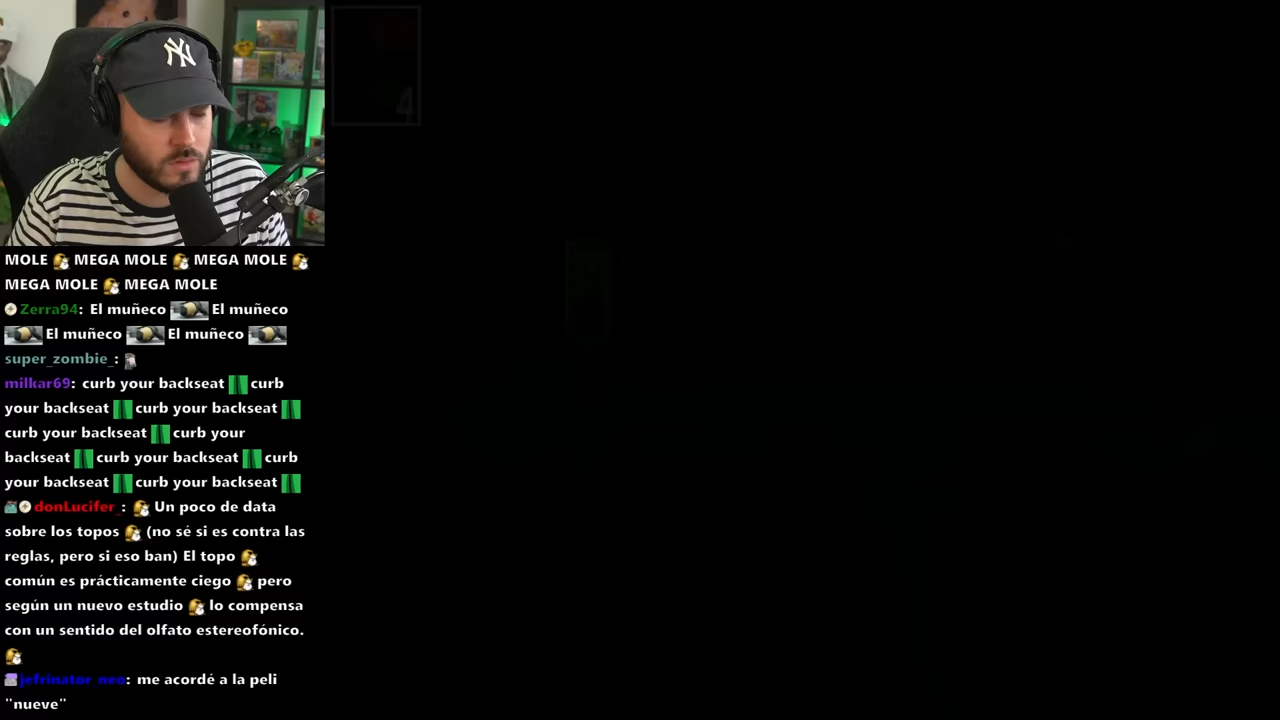 NY
4
MOLE MEGA MOLE MEGA MOLE
MEGA MOLE MEGA MOLE
Zerra94: El muñeco El muñeco
El muñeco El muñeco
super_zombie_:
milkar69: curb your backseat curb
your backseat curb your backseat
curb your backseat curb your
backseat curb your backseat curb
your backseat curb your backseat
donLucifer_: Un poco de data
sobre los topos (no sé si es contra las
reglas, pero si eso ban) El topo
común es prácticamente ciego pero
según un nuevo estudio lo compensa
con un sentido del olfato estereofónico.
jefrinator_neo: me acordé a la peli
"nueve"